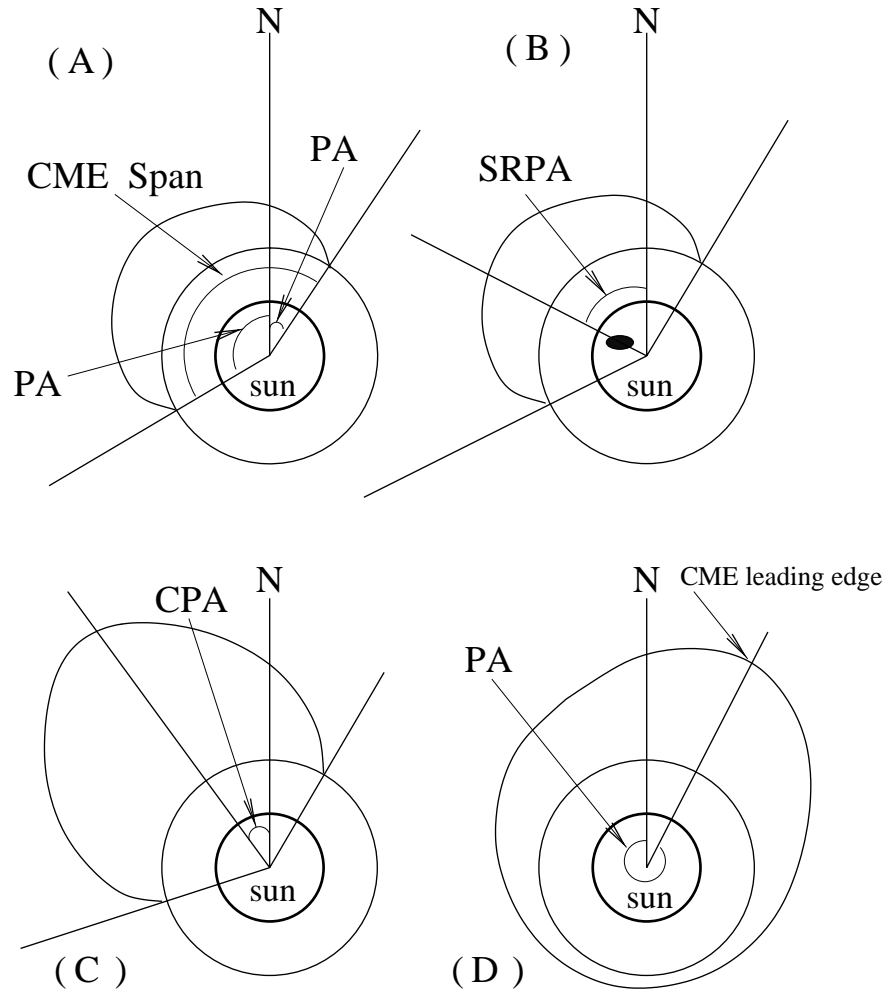 ( A )
N
PA
CME Span
PA
sun
( B )
N
SRPA
sun
( C )
N
CPA
sun
( D )
N
CME leading edge
PA
sun